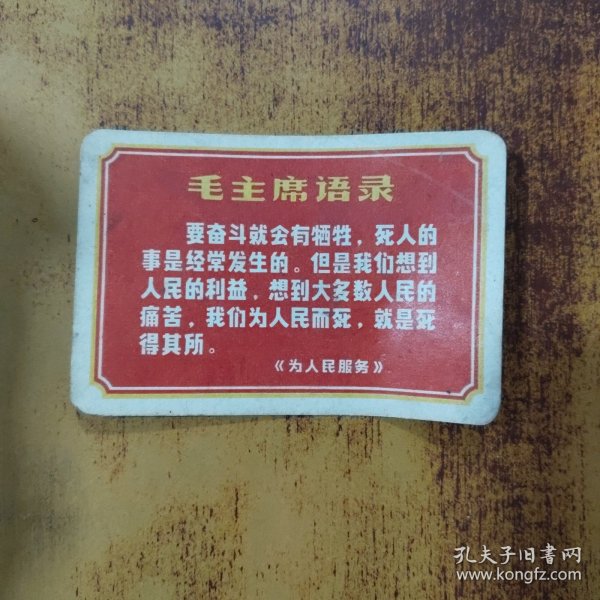 毛主席语录
要奋斗就会有牺牲，死人的
事是经常发生的。但是我们想到
人民的利益，想到大多数人民的
痛苦，我们为人民而死，就是死
得其所。
《为人民服务》
孔夫子旧书网
www.kongfz.com